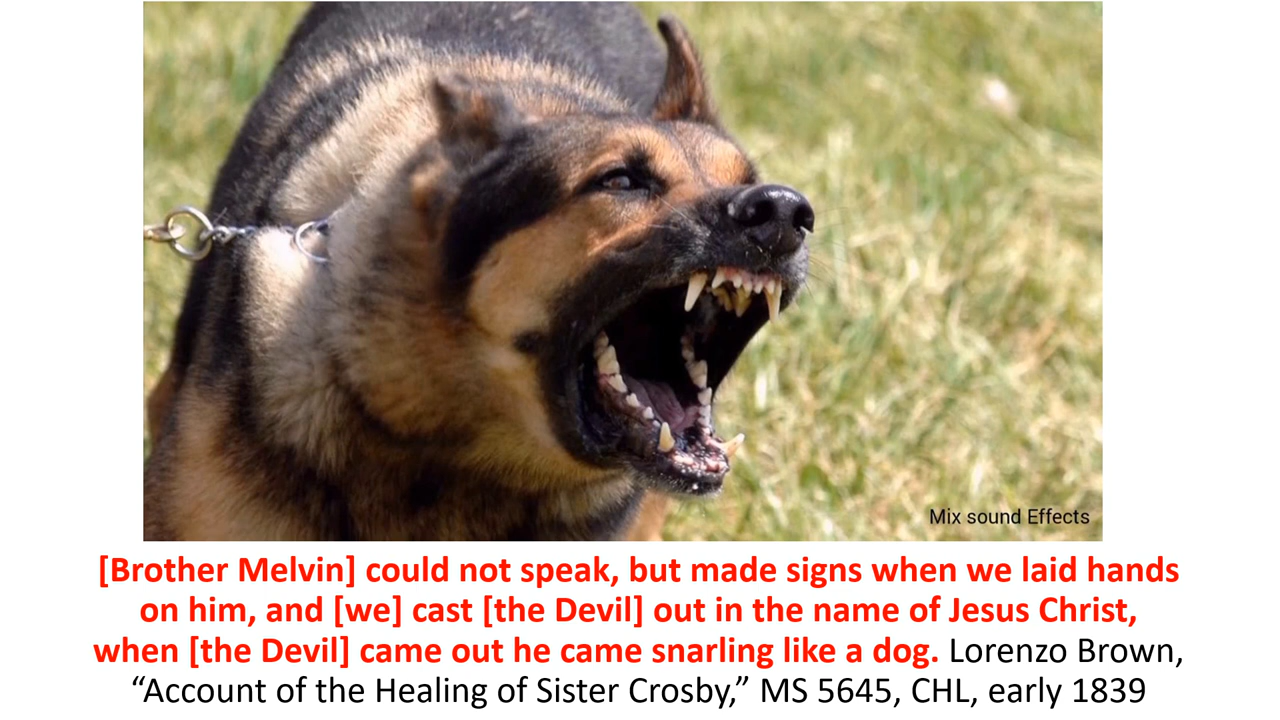 Mix sound Effects
[Brother Melvin] could not speak, but made signs when we laid hands
on him, and [we] cast [the Devil] out in the name of Jesus Christ,
when [the Devil] came out he came snarling like a dog. Lorenzo Brown,
“Account of the Healing of Sister Crosby,” MS 5645, CHL, early 1839